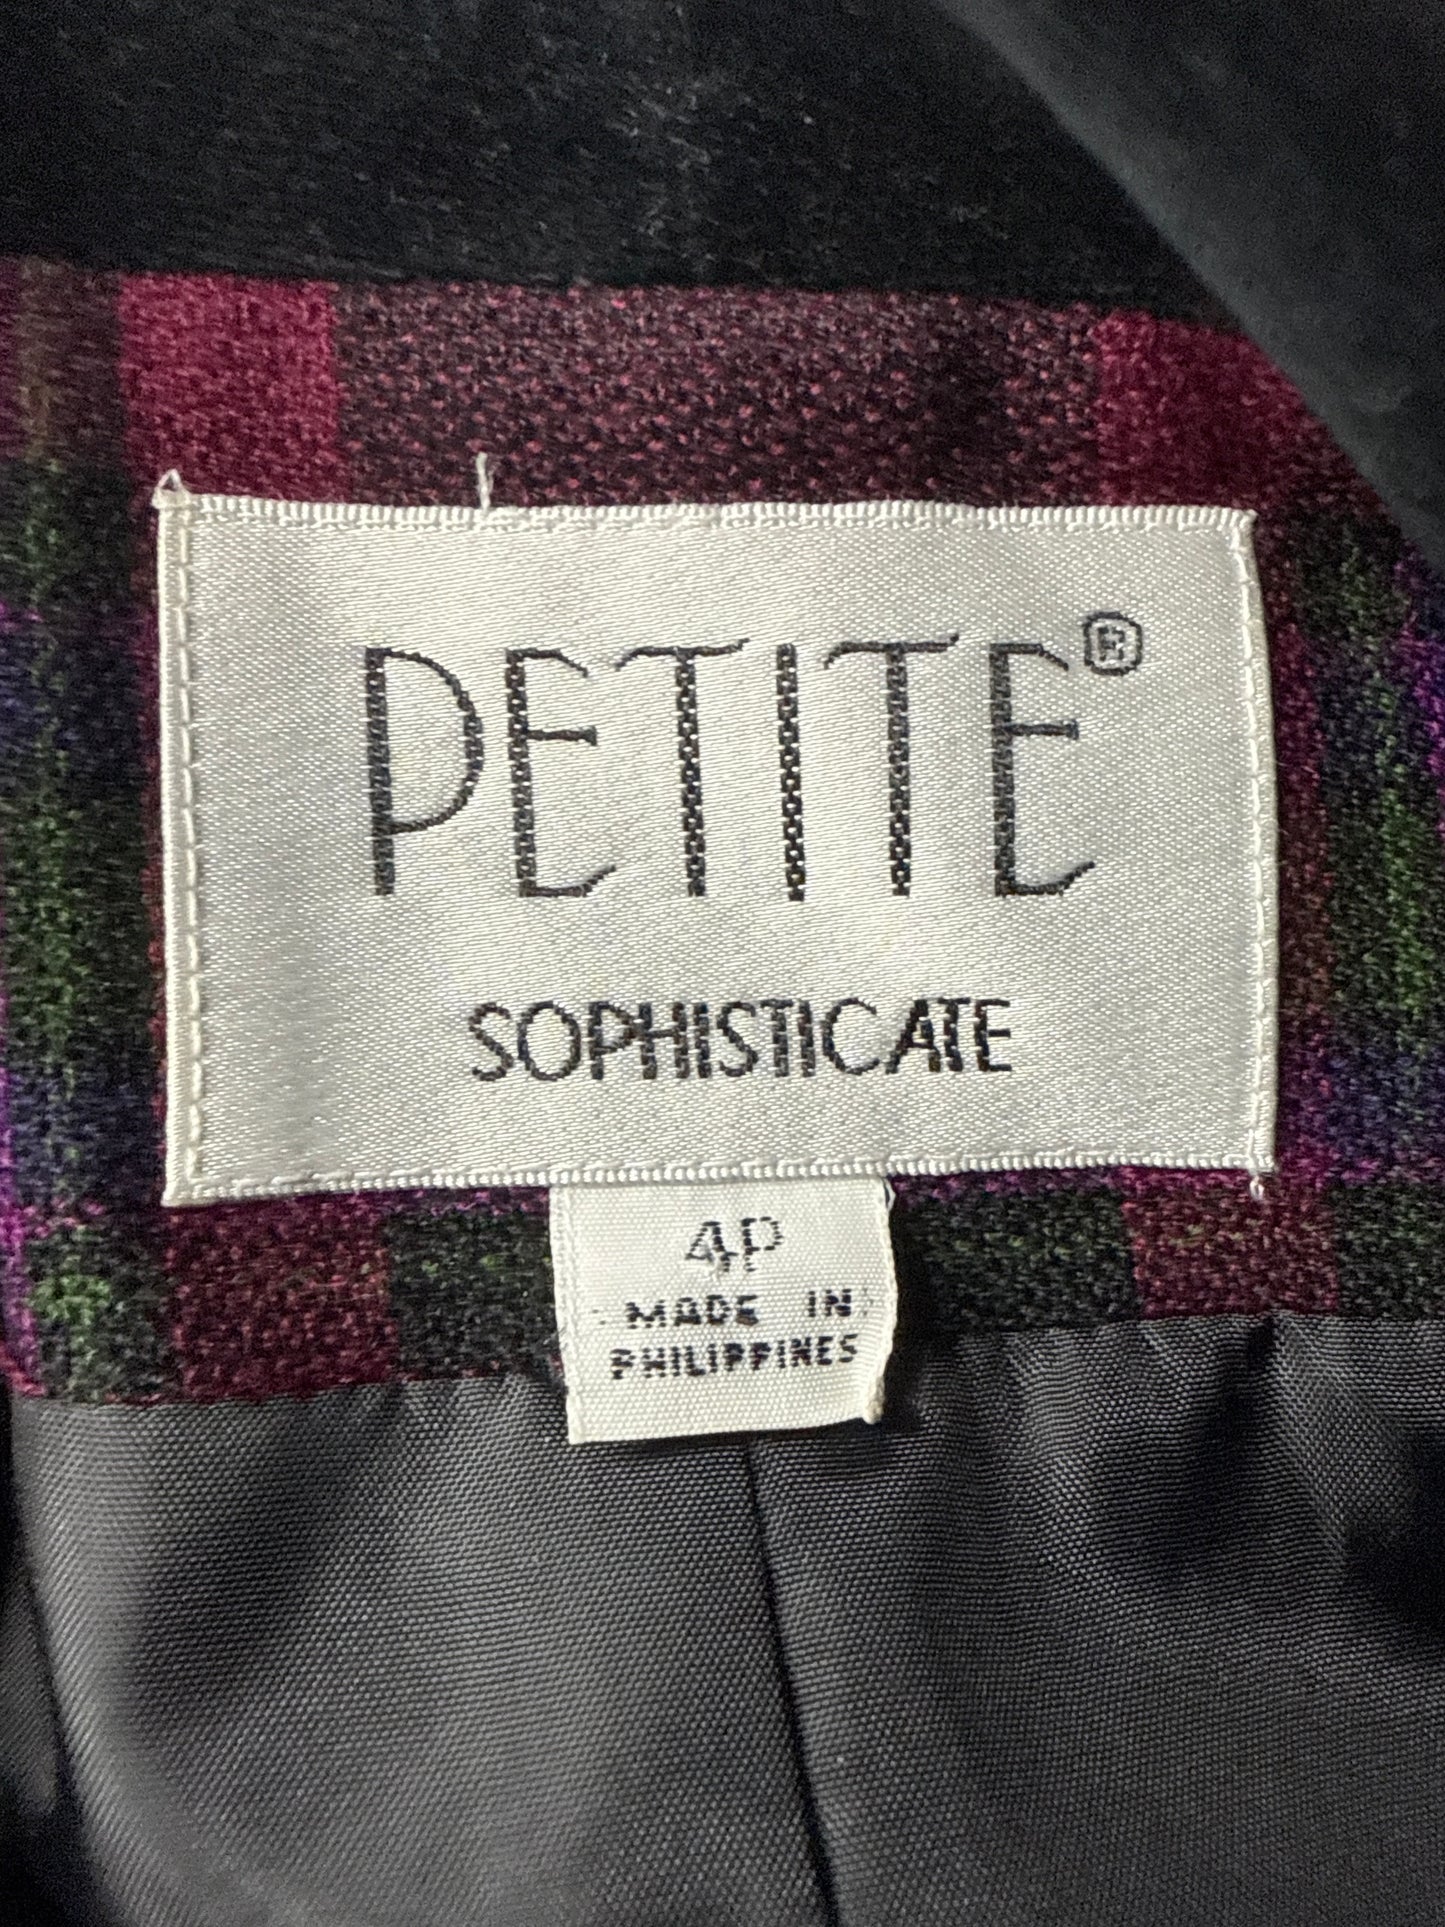 PETITE®
SOPHISTICATE
4P
MADE IN
PHILIPPINES